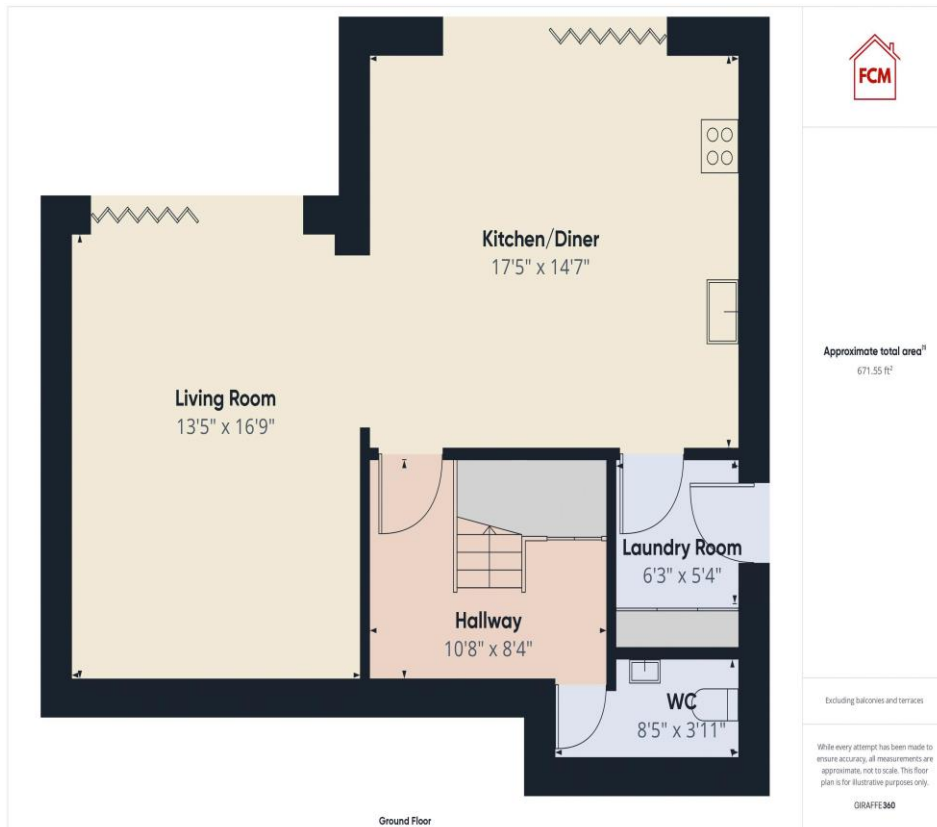 FCM
Kitchen/Diner
17'5" x 14'7"
Living Room
13'5" x 16'9"
Laundry Room
6'3" x 5'4"
Hallway
10'8" x 8'4"
WC
8'5" x 3'11"
Ground Floor
Approximate total area⁽¹⁾
671.55 ft²
Excluding balconies and terraces
While every attempt has been made to
ensure accuracy, all measurements are
approximate, not to scale. This floor
plan is for illustrative purposes only.
GIRAFFE360